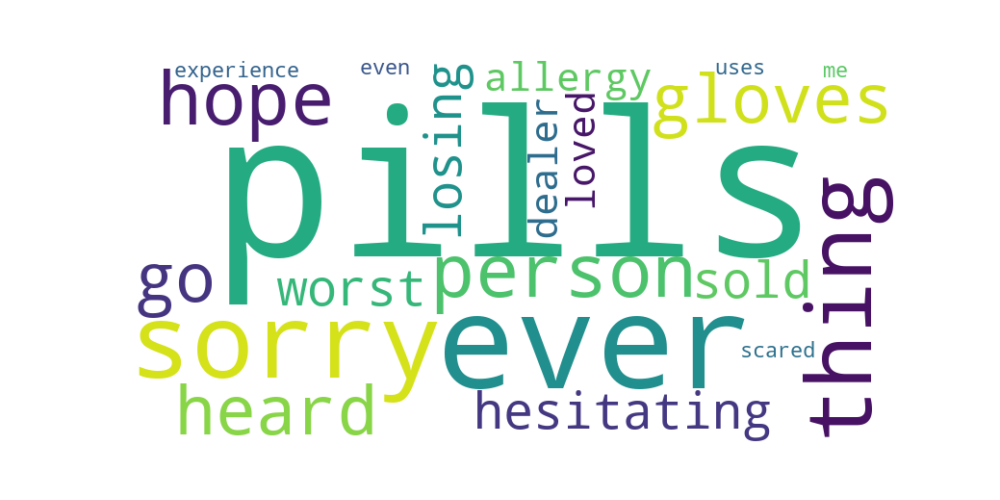 experience even losing allergy uses me
hope dealer loved gloves
pills
thing
go worst person sold
sorry ever scared
heard hesitating